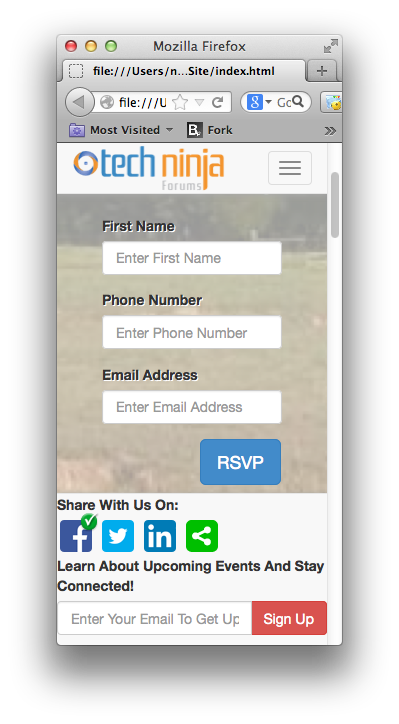 Mozilla Firefox
file:///Users/n...Site/index.html
file:///U
Go
Most Visited
Fork
tech ninja
Forums
First Name
Enter First Name
Phone Number
Enter Phone Number
Email Address
Enter Email Address
RSVP
Share With Us On:
Learn About Upcoming Events And Stay
Connected!
Enter Your Email To Get Up
Sign Up